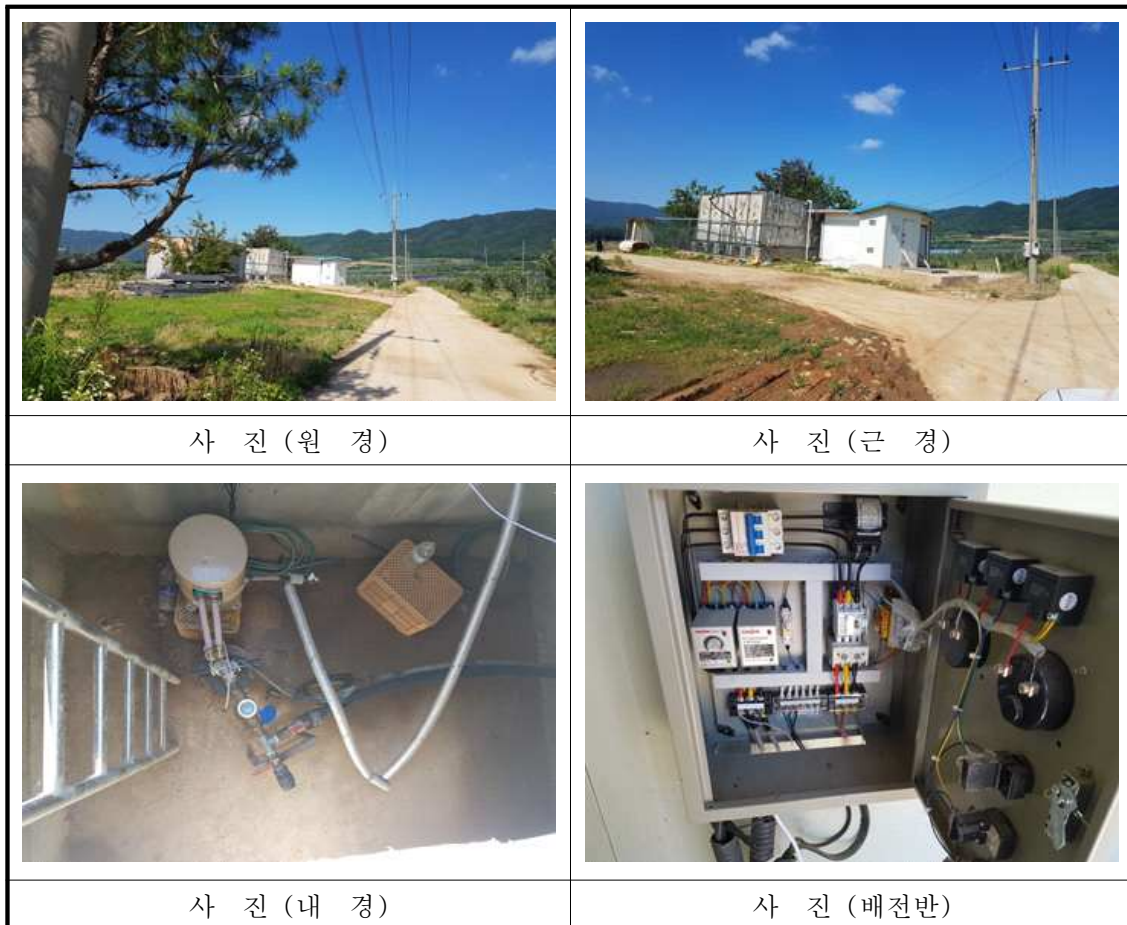 사 진 (원 경)
사 진 (근 경)
사 진 (내 경)
사 진 (배전반)